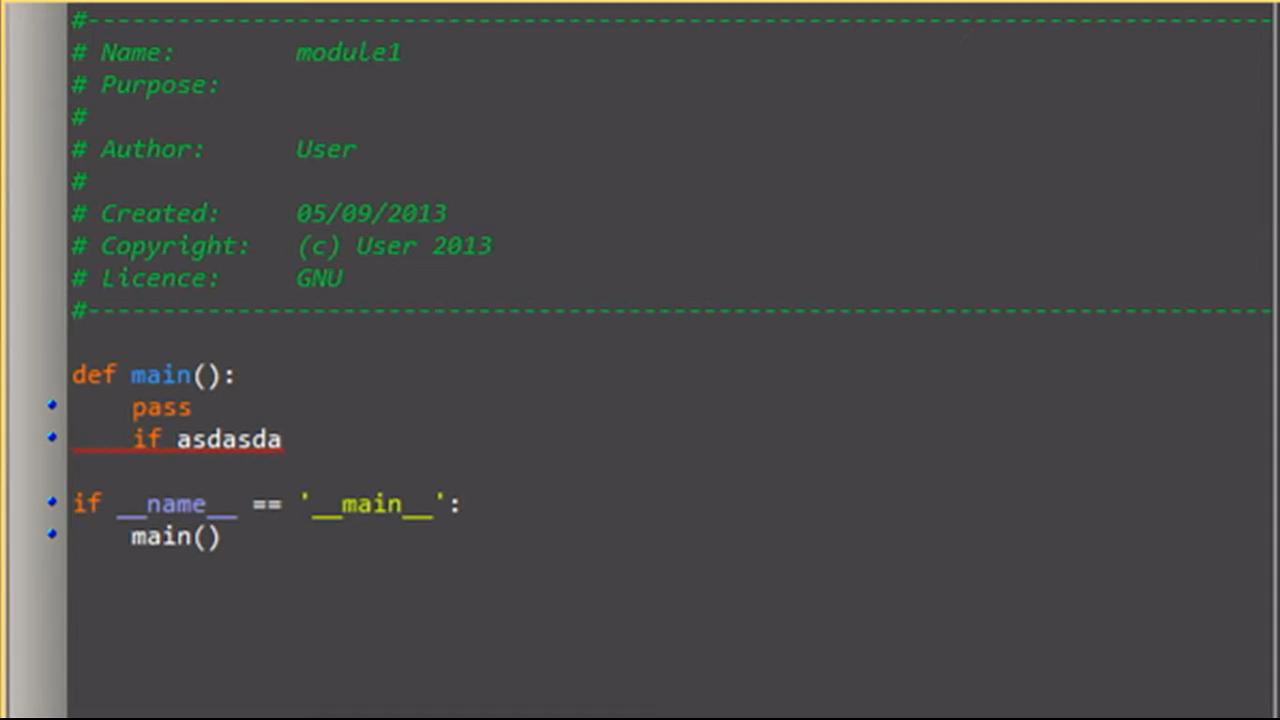 #-------------------------------------------------------------------------------
# Name:        module1
# Purpose:
#
# Author:      User
#
# Created:     05/09/2013
# Copyright:   (c) User 2013
# Licence:     GNU
#-------------------------------------------------------------------------------
def main():
    pass
    if asdasda
if __name__ == '__main__':
    main()